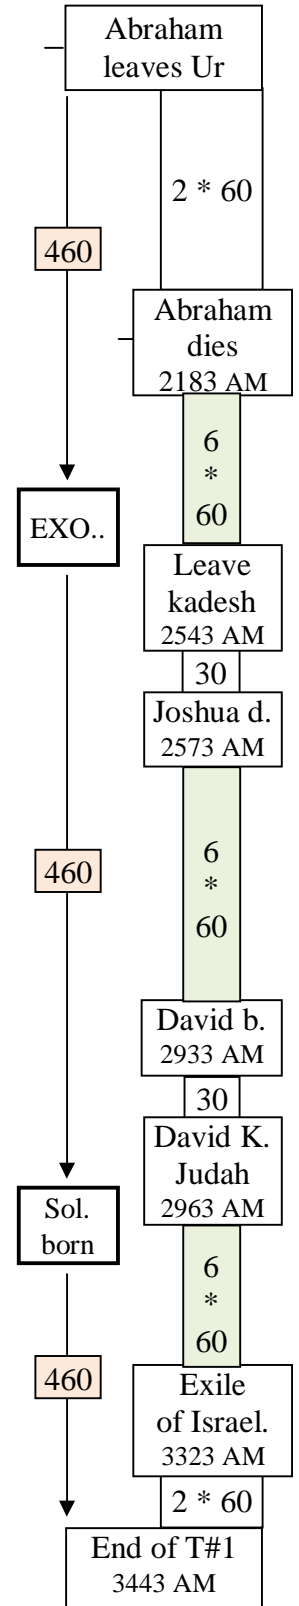 Abraham
leaves Ur
2 * 60
460
Abraham
dies
2183 AM
6
*
60
EXO..
Leave
kadesh
2543 AM
30
Joshua d.
2573 AM
6
*
60
460
David b.
2933 AM
30
David K.
Judah
2963 AM
Sol.
born
6
*
60
460
Exile
of Israel.
3323 AM
2 * 60
End of T#1
3443 AM